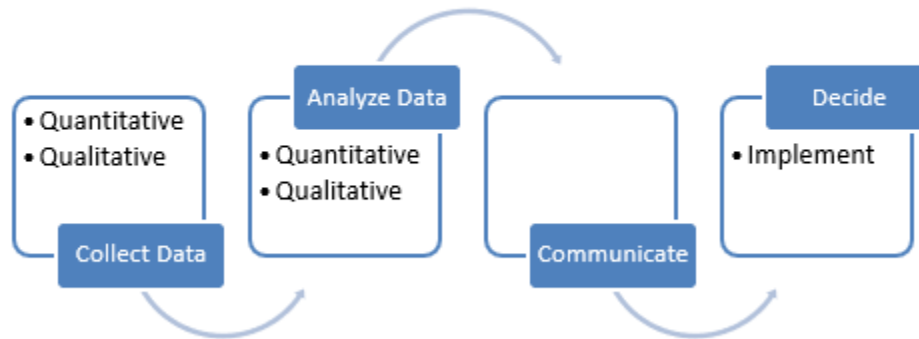 • Quantitative
• Qualitative
Collect Data
Analyze Data
• Quantitative
• Qualitative
Communicate
Decide
• Implement